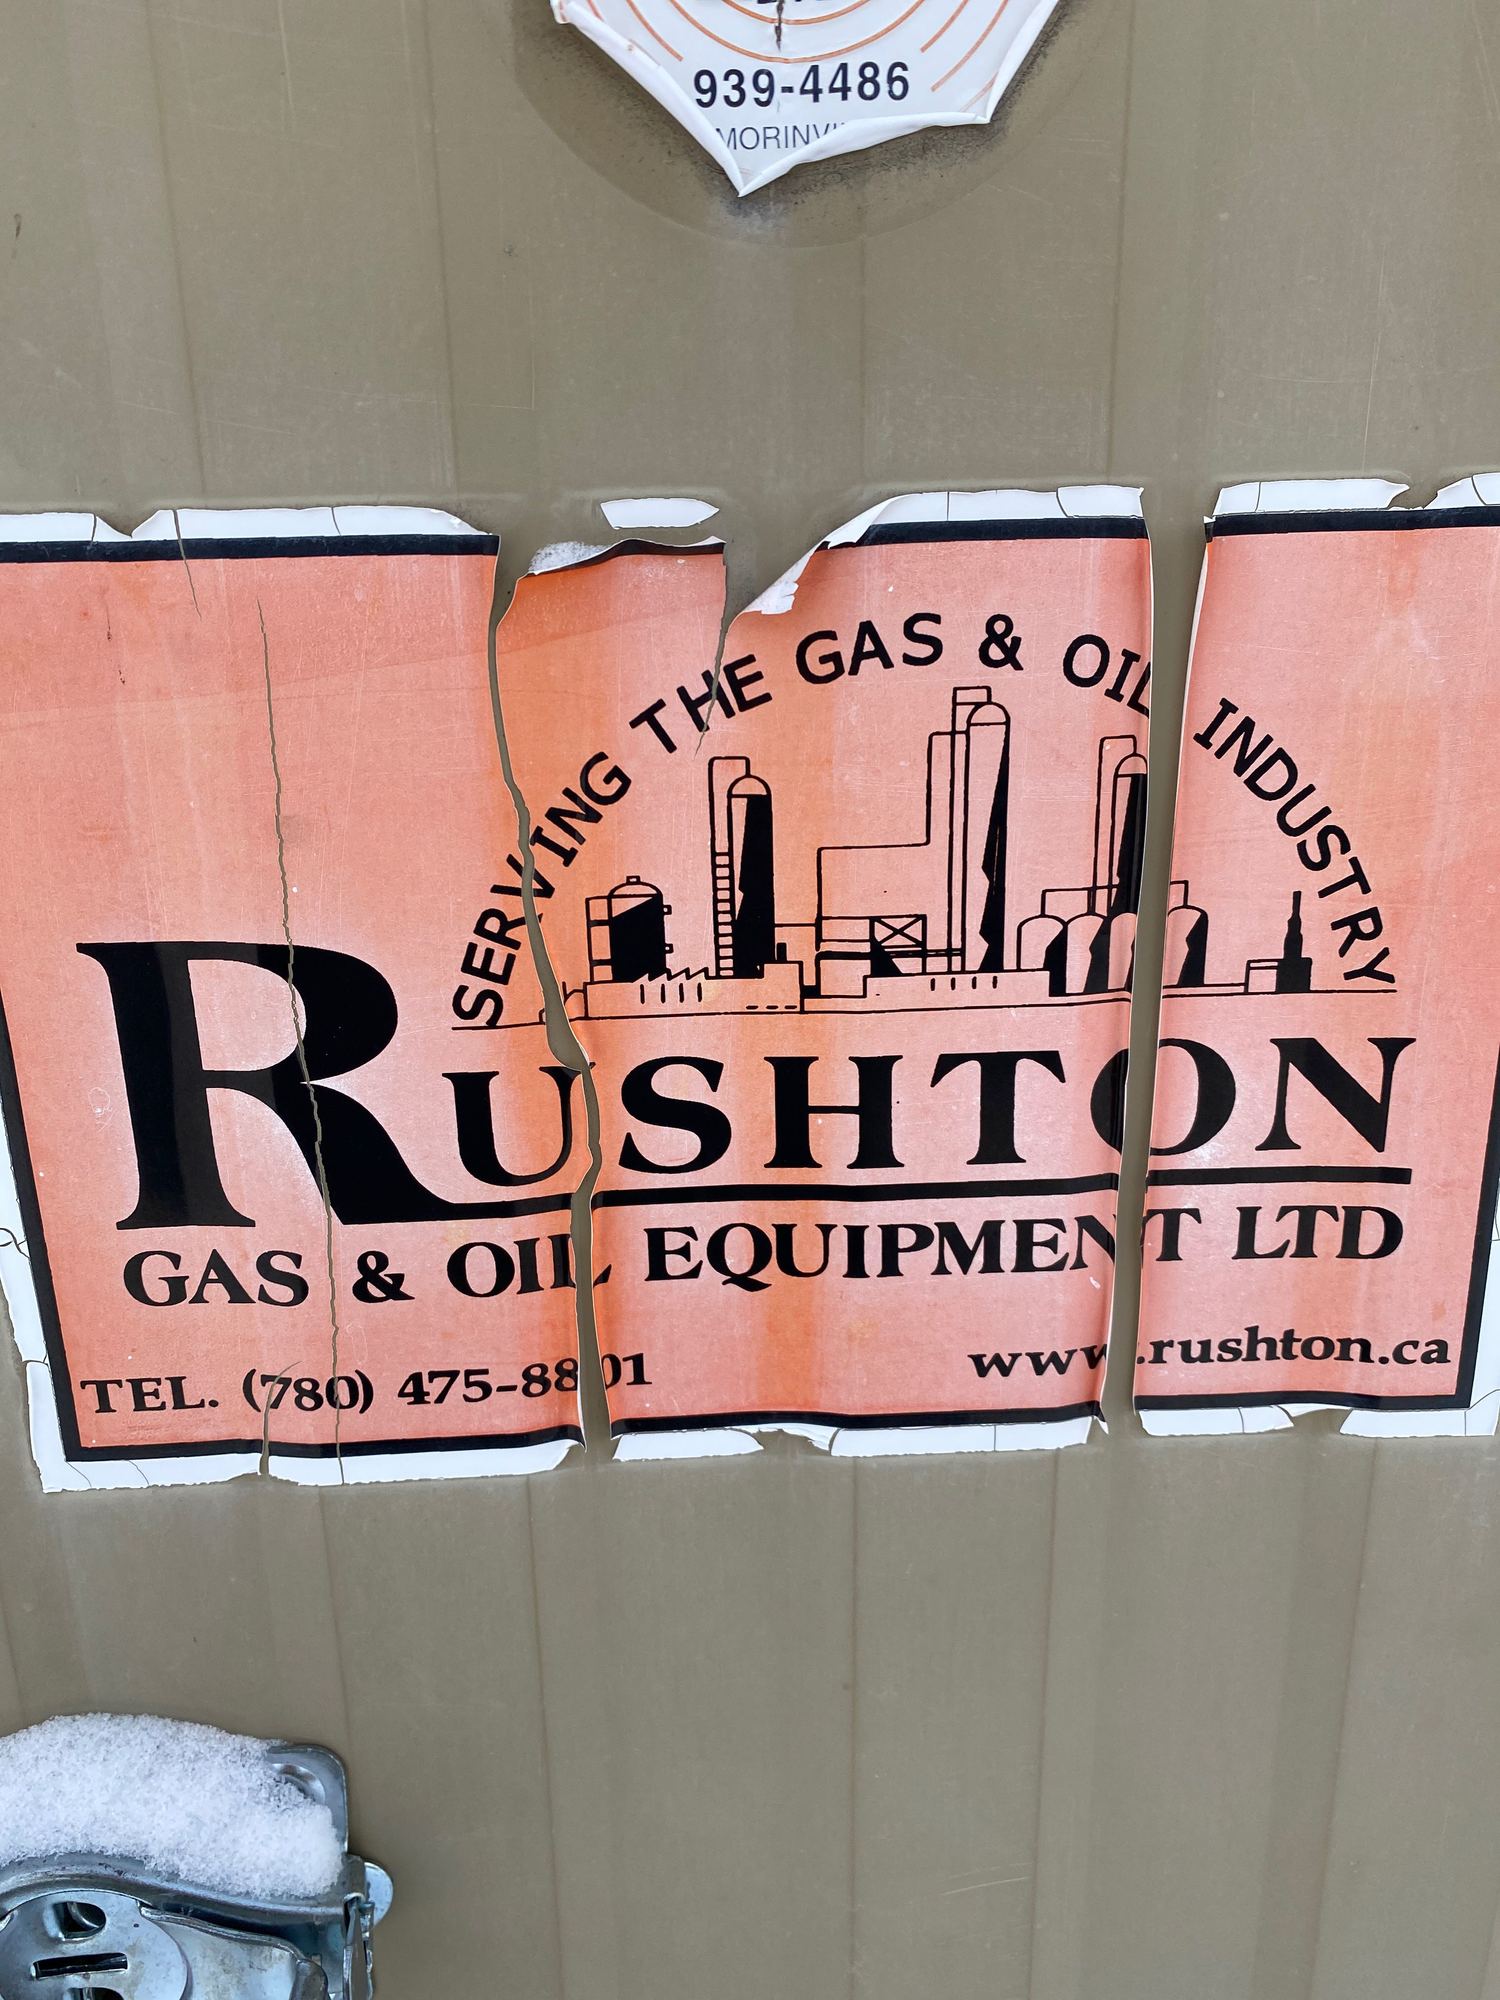 939-4486
SERVING THE GAS & OIL INDUSTRY
RUSHTON
GAS & OIL EQUIPMENT LTD
TEL. (780) 475-8801
www.rushton.ca